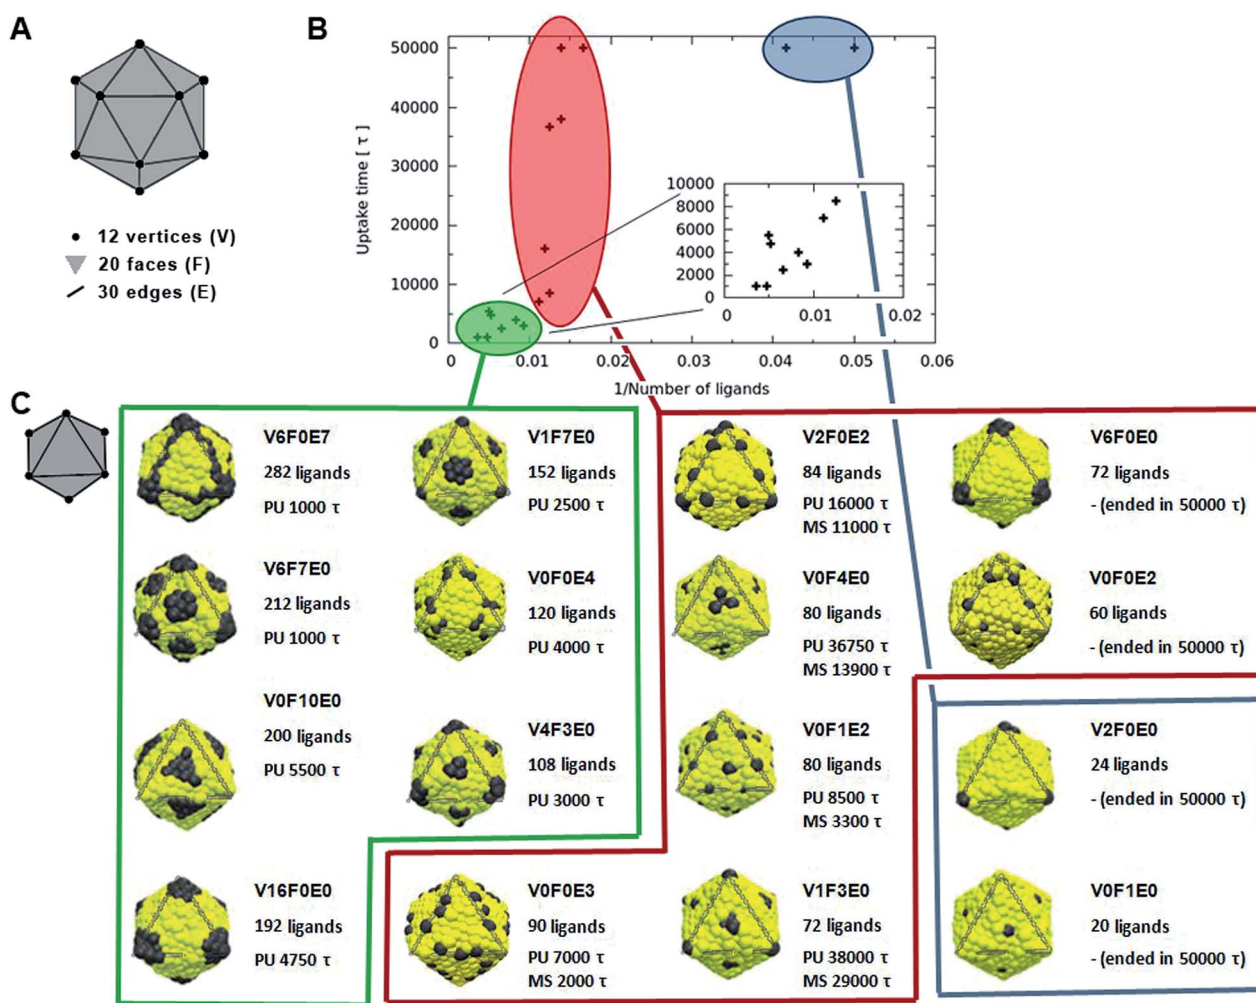 A
12 vertices (V)
20 faces (F)
30 edges (E)
B
Uptake time [ τ ]
50000
40000
30000
20000
10000
0
0
0.01
0.02
0.03
0.04
0.05
0.06
1/Number of ligands
10000
8000
6000
4000
2000
0
0
0.01
0.02
C
V6F0E7
282 ligands
PU 1000 τ
V1F7E0
152 ligands
PU 2500 τ
V2F0E2
84 ligands
PU 16000 τ
MS 11000 τ
V6F0E0
72 ligands
- (ended in 50000 τ)
V6F7E0
212 ligands
PU 1000 τ
V0F0E4
120 ligands
PU 4000 τ
V0F4E0
80 ligands
PU 36750 τ
MS 13900 τ
V0F0E2
60 ligands
- (ended in 50000 τ)
V0F10E0
200 ligands
PU 5500 τ
V4F3E0
108 ligands
PU 3000 τ
V0F1E2
80 ligands
PU 8500 τ
MS 3300 τ
V2F0E0
24 ligands
- (ended in 50000 τ)
V16F0E0
192 ligands
PU 4750 τ
V0F0E3
90 ligands
PU 7000 τ
MS 2000 τ
V1F3E0
72 ligands
PU 38000 τ
MS 29000 τ
V0F1E0
20 ligands
- (ended in 50000 τ)